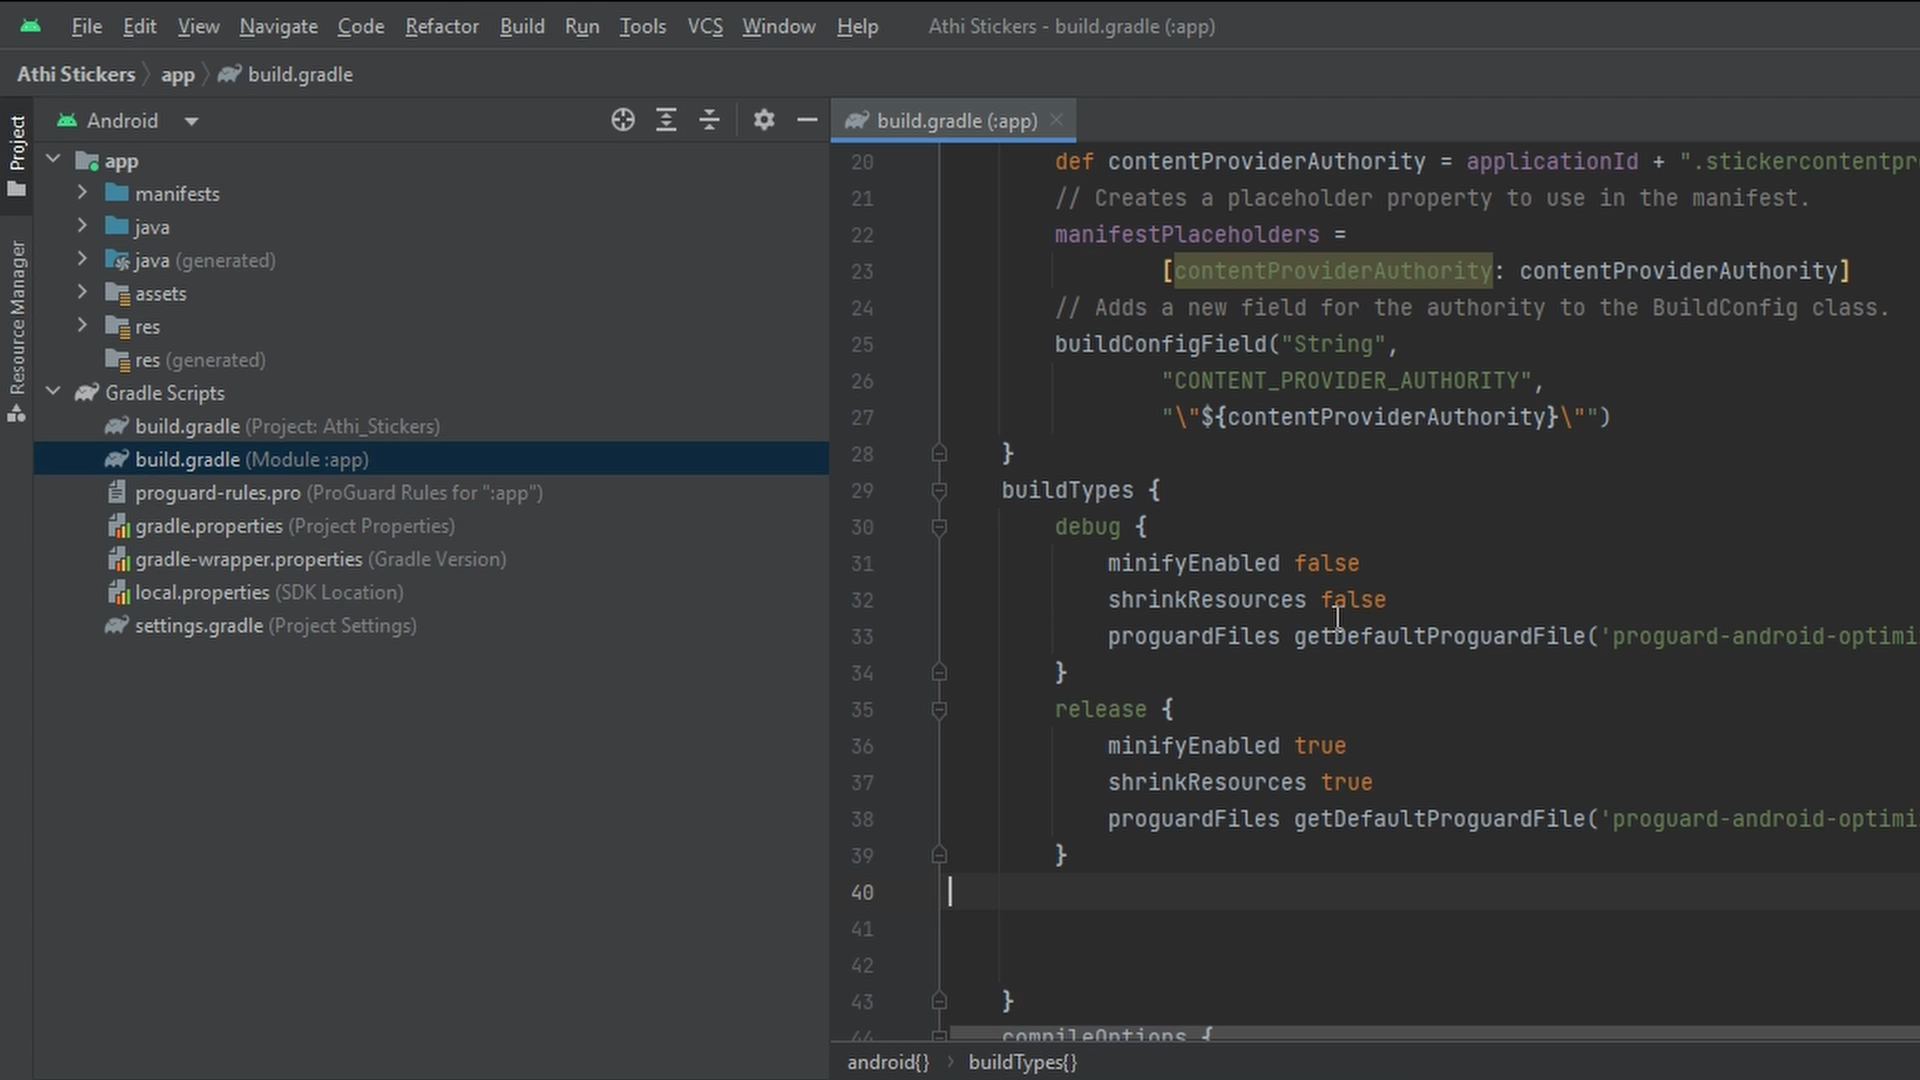 File Edit View Navigate Code Refactor Build Run Tools VCS Window Help Athi Stickers - build.gradle (:app)
Athi Stickers app build.gradle
Project
Resource Manager
Android
app
manifests
java
java (generated)
assets
res
res (generated)
Gradle Scripts
build.gradle (Project: Athi_Stickers)
build.gradle (Module :app)
proguard-rules.pro (ProGuard Rules for ":app")
gradle.properties (Project Properties)
gradle-wrapper.properties (Gradle Version)
local.properties (SDK Location)
settings.gradle (Project Settings)
build.gradle (:app)
20 def contentProviderAuthority = applicationId + ".stickercontentpr
21 // Creates a placeholder property to use in the manifest.
22 manifestPlaceholders =
23 [contentProviderAuthority: contentProviderAuthority]
24 // Adds a new field for the authority to the BuildConfig class.
25 buildConfigField("String",
26 "CONTENT_PROVIDER_AUTHORITY",
27 "\"${contentProviderAuthority}\"")
28 }
29 buildTypes {
30 debug {
31 minifyEnabled false
32 shrinkResources false
33 proguardFiles getDefaultProguardFile('proguard-android-optimi
34 }
35 release {
36 minifyEnabled true
37 shrinkResources true
38 proguardFiles getDefaultProguardFile('proguard-android-optimi
39 }
40
41
42
43 }
44 compileOptions {
android{} buildTypes{}